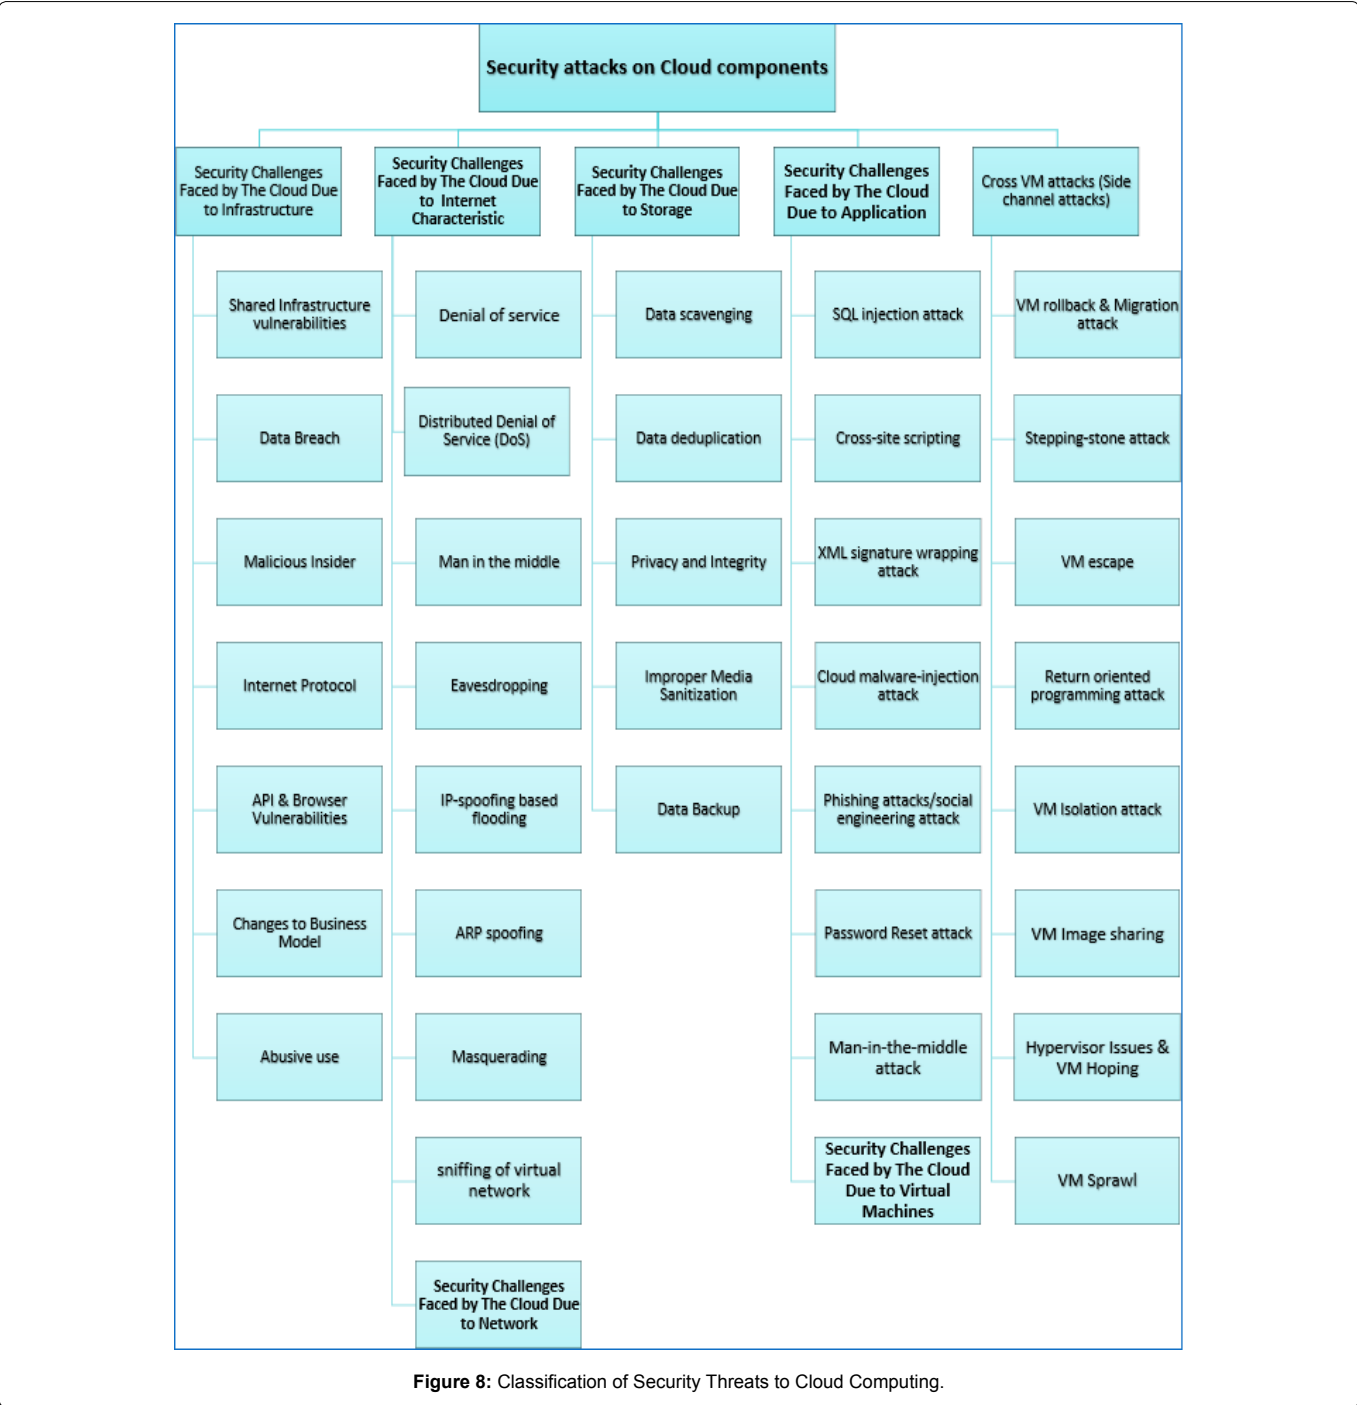 Security attacks on Cloud components
Security Challenges
Faced by The Cloud Due
to Infrastructure
Shared Infrastructure
vulnerabilities
Data Breach
Malicious Insider
Internet Protocol
API & Browser
Vulnerabilities
Changes to Business
Model
Abusive use
Security Challenges
Faced by The Cloud Due
to Internet
Characteristic
Denial of service
Distributed Denial of
Service (DoS)
Man in the middle
Eavesdropping
IP-spoofing based
flooding
ARP spoofing
Masquerading
sniffing of virtual
network
Security Challenges
Faced by The Cloud Due
to Network
Security Challenges
Faced by The Cloud Due
to Storage
Data scavenging
Data deduplication
Privacy and Integrity
Improper Media
Sanitization
Data Backup
Security Challenges
Faced by The Cloud
Due to Application
SQL injection attack
Cross-site scripting
XML signature wrapping
attack
Cloud malware-injection
attack
Phishing attacks/social
engineering attack
Password Reset attack
Man-in-the-middle
attack
Security Challenges
Faced by The Cloud
Due to Virtual
Machines
Cross VM attacks (Side
channel attacks)
VM rollback & Migration
attack
Stepping-stone attack
VM escape
Return oriented
programming attack
VM Isolation attack
VM Image sharing
Hypervisor Issues &
VM Hoping
VM Sprawl
Figure 8: Classification of Security Threats to Cloud Computing.